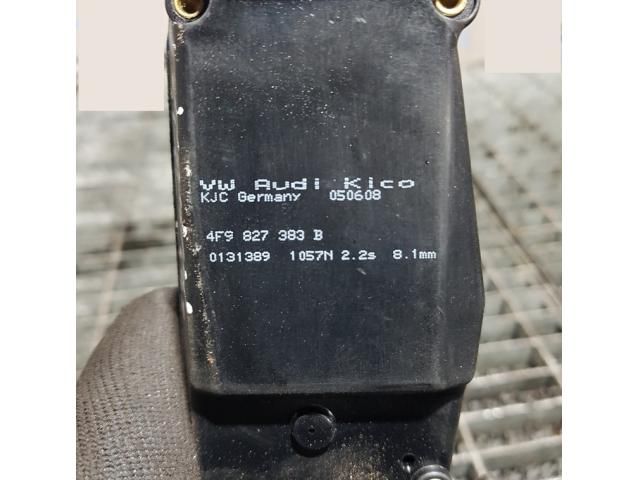 VW Audi Kico
KJC Germany 050608
4F9 827 383 B
0131389 1057N 2.2s 8.1mm